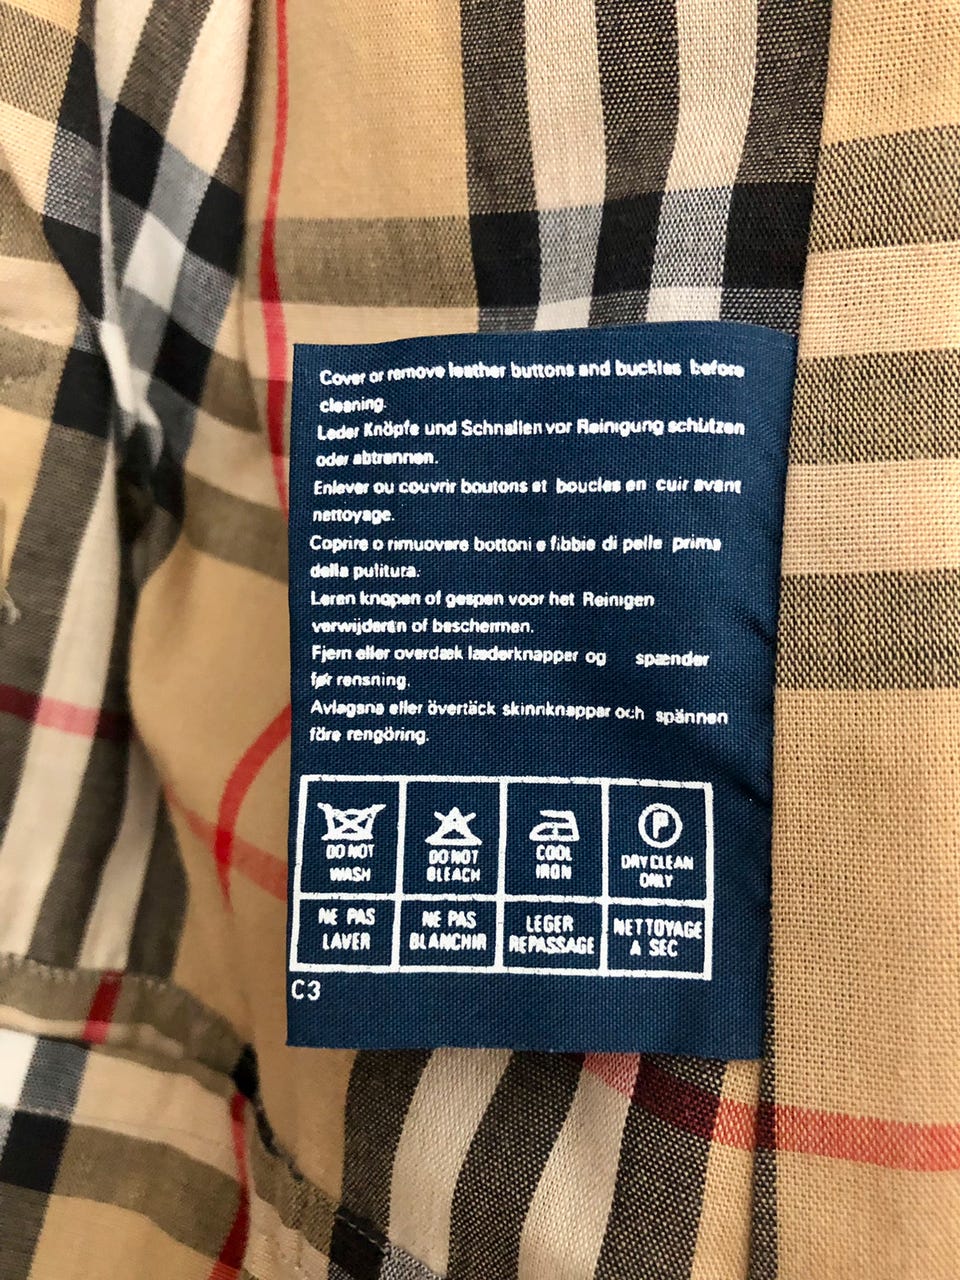 Cover or remove leather buttons and buckles before
cleaning.
Leder Knöpfe und Schnallen vor Reinigung schützen
oder abtrennen.
Enlever ou couvrir boutons et boucles en cuir avant
nettoyage.
Coprire o rimuovere bottoni e fibbie di pelle prima
della pulitura.
Leren knopen of gespen voor het Reinigen
verwijderen of beschermen.
Fjern eller overdæk læderknapper og spænder
før rensning.
Avlagsna eller övertäck skinnknappar och spännen
före rengöring.
DO NOT
WASH
DO NOT
BLEACH
COOL
IRON
P
DRY CLEAN
ONLY
NE PAS
LAVER
NE PAS
BLANCHIR
LEGER
REPASSAGE
NETTOYAGE
A SEC
C3